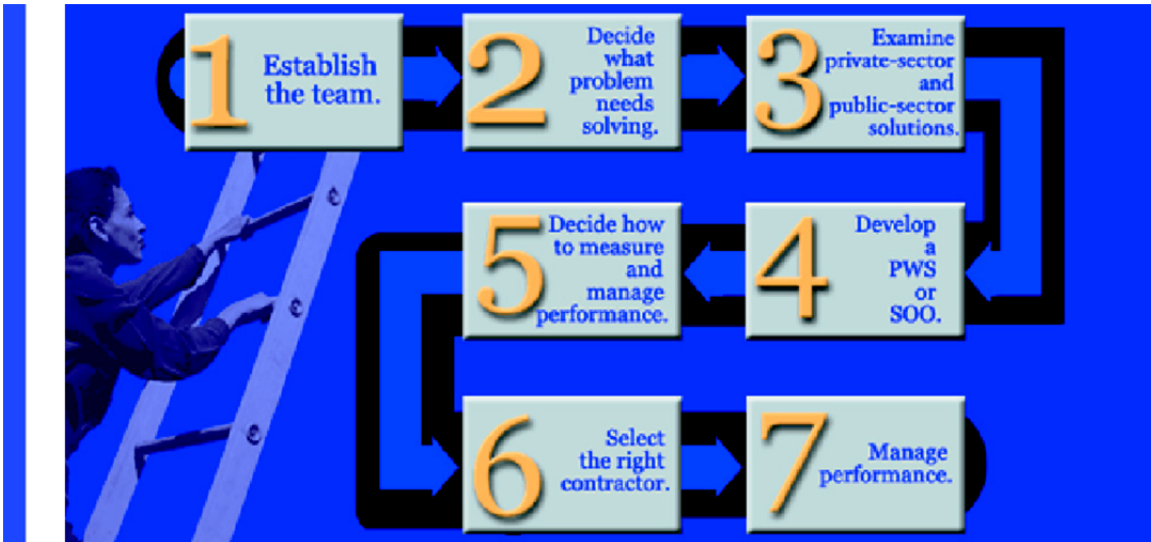 1
Establish
the team.
2
Decide
what
problem
needs
solving.
3
Examine
private-sector
and
public-sector
solutions.
4
Develop
a
PWS
or
SOO.
5
Decide how
to measure
and
manage
performance.
6
Select
the right
contractor.
7
Manage
performance.